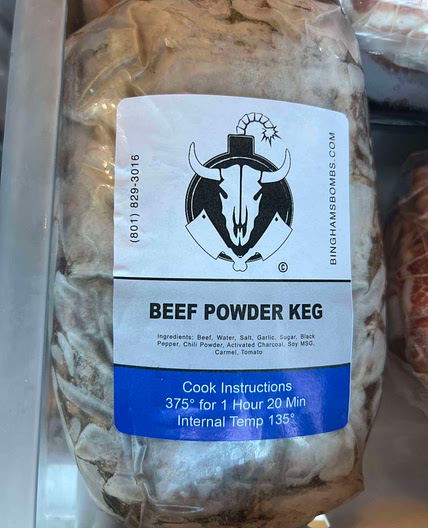 (801) 829-3016
BINGHAMSBOMBS.COM
©
BEEF POWDER KEG
Ingredients: Beef, Water, Salt, Garlic, Sugar, Black
Pepper, Chili Powder, Activated Charcoal, Soy MSG,
Carmel, Tomato
Cook Instructions
375° for 1 Hour 20 Min
Internal Temp 135°